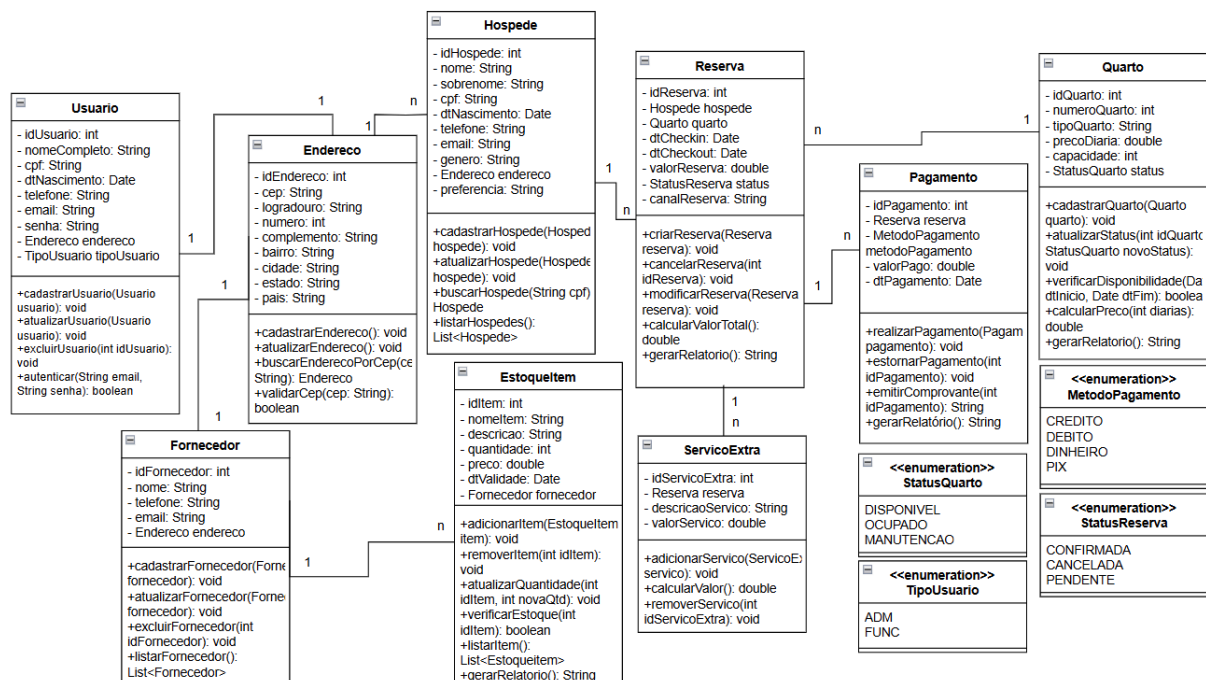 Usuario
- idUsuario: int
- nomeCompleto: String
- cpf: String
- dtNascimento: Date
- telefone: String
- email: String
- senha: String
- Endereco endereco
- TipoUsuario tipoUsuario
+cadastrarUsuario(Usuario
usuario): void
+atualizarUsuario(Usuario
usuario): void
+excluirUsuario(int idUsuario):
void
+autenticar(String email,
String senha): boolean
1
1
Endereco
- idEndereco: int
- cep: String
- logradouro: String
- numero: int
- complemento: String
- bairro: String
- cidade: String
- estado: String
- pais: String
+cadastrarEndereco(): void
+atualizarEndereco(): void
+buscarEnderecoPorCep(ce
String): Endereco
+validarCep(cep: String):
boolean
1
n
1
1
Hospede
- idHospede: int
- nome: String
- sobrenome: String
- cpf: String
- dtNascimento: Date
- telefone: String
- email: String
- genero: String
- Endereco endereco
- preferencia: String
+cadastrarHospede(Hosped
hospede): void
+atualizarHospede(Hospede
hospede): void
+buscarHospede(String cpf)
Hospede
+listarHospedes():
List<Hospede>
1
n
Reserva
- idReserva: int
- Hospede hospede
- Quarto quarto
- dtCheckin: Date
- dtCheckout: Date
- valorReserva: double
- StatusReserva status
- canalReserva: String
+criarReserva(Reserva
reserva): void
+cancelarReserva(int
idReserva): void
+modificarReserva(Reserva
reserva): void
+calcularValorTotal():
double
+gerarRelatorio(): String
n
1
n
1
1
n
Quarto
- idQuarto: int
- numeroQuarto: int
- tipoQuarto: String
- precoDiaria: double
- capacidade: int
- StatusQuarto status
+cadastrarQuarto(Quarto
quarto): void
+atualizarStatus(int idQuarto
StatusQuarto novoStatus):
void
+verificarDisponibilidade(Da
dtInicio, Date dtFim): boolea
+calcularPreco(int diarias):
double
+gerarRelatorio(): String
Pagamento
- idPagamento: int
- Reserva reserva
- MetodoPagamento
metodoPagamento
- valorPago: double
- dtPagamento: Date
+realizarPagamento(Pagam
pagamento): void
+estornarPagamento(int
idPagamento): void
+emitirComprovante(int
idPagamento): String
+gerarRelatório(): String
Fornecedor
- idFornecedor: int
- nome: String
- telefone: String
- email: String
- Endereco endereco
+cadastrarFornecedor(Forne
fornecedor): void
+atualizarFornecedor(Forne
fornecedor): void
+excluirFornecedor(int
idFornecedor): void
+listarFornecedor():
List<Fornecedor>
1
n
EstoqueItem
- idItem: int
- nomeItem: String
- descricao: String
- quantidade: int
- preco: double
- dtValidade: Date
- Fornecedor fornecedor
+adicionarItem(EstoqueItem
item): void
+removerItem(int idItem):
void
+atualizarQuantidade(int
idItem, int novaQtd): void
+verificarEstoque(int
idItem): boolean
+listarItem():
List<Estoqueitem>
+gerarRelatorio(): String
ServicoExtra
- idServicoExtra: int
- Reserva reserva
- descricaoServico: String
- valorServico: double
+adicionarServico(ServicoEx
servico): void
+calcularValor(): double
+removerServico(int
idServicoExtra): void
<<enumeration>>
StatusQuarto
DISPONIVEL
OCUPADO
MANUTENCAO
<<enumeration>>
TipoUsuario
ADM
FUNC
<<enumeration>>
MetodoPagamento
CREDITO
DEBITO
DINHEIRO
PIX
<<enumeration>>
StatusReserva
CONFIRMADA
CANCELADA
PENDENTE